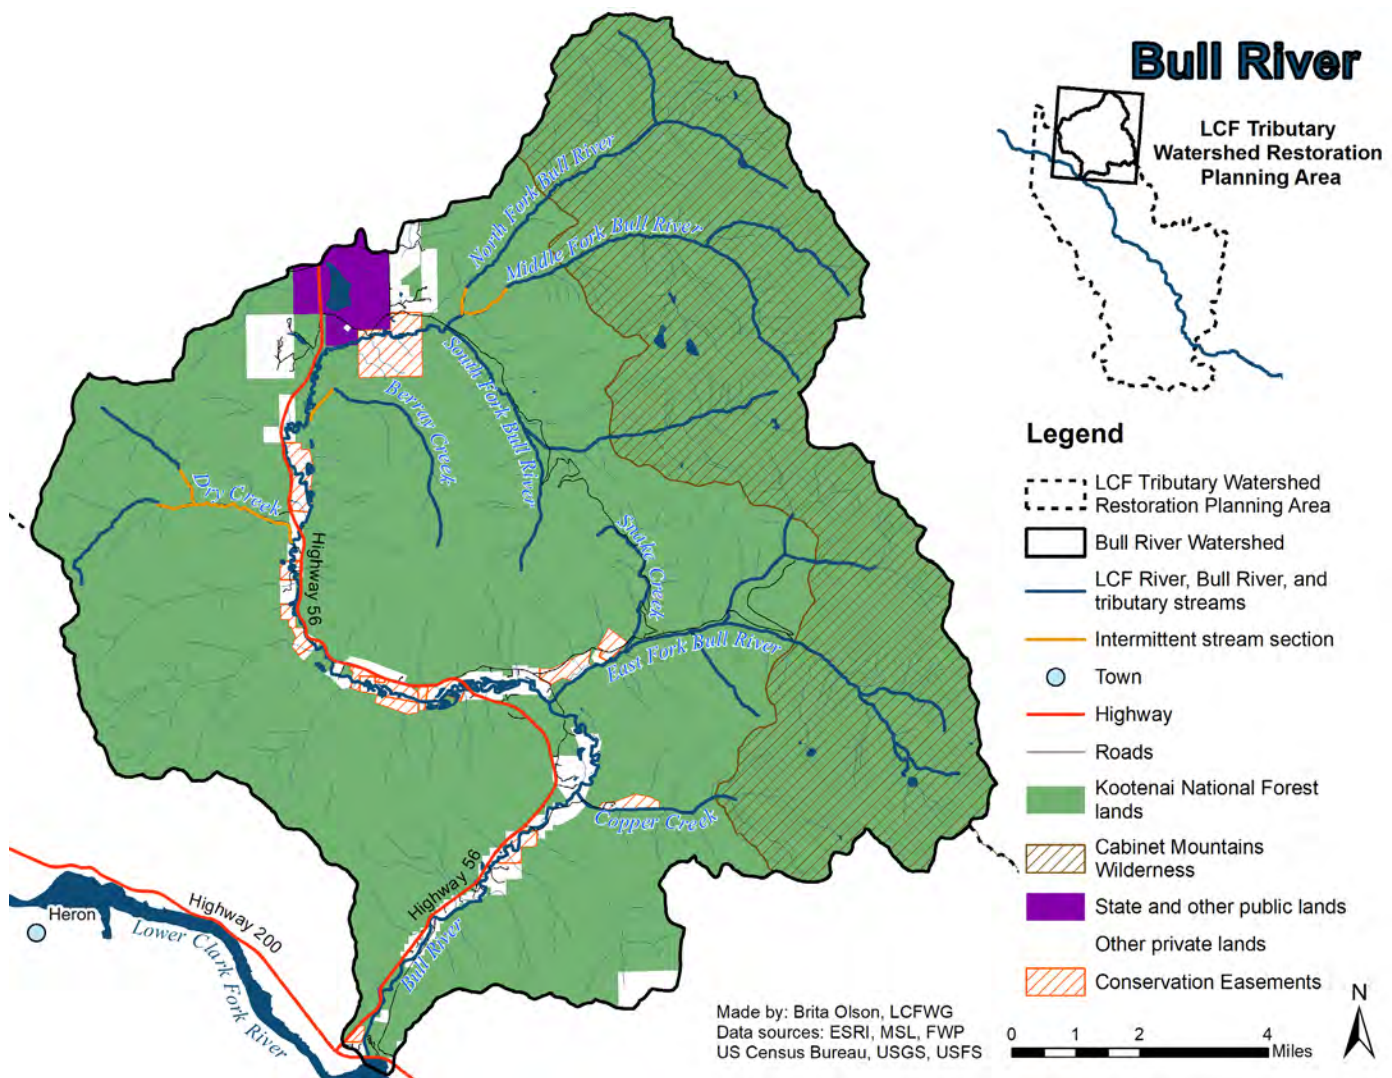 Bull River
LCF Tributary
Watershed Restoration
Planning Area
North Fork Bull River
Middle Fork Bull River
South Fork Bull River
Berray Creek
Dry Creek
Highway 56
Snake Creek
East Fork Bull River
Copper Creek
Highway 56
Bull River
Highway 200
Heron
Lower Clark Fork River
Legend
LCF Tributary Watershed
Restoration Planning Area
Bull River Watershed
LCF River, Bull River, and
tributary streams
Intermittent stream section
Town
Highway
Roads
Kootenai National Forest
lands
Cabinet Mountains
Wilderness
State and other public lands
Other private lands
Conservation Easements
Made by: Brita Olson, LCFWG
Data sources: ESRI, MSL, FWP
US Census Bureau, USGS, USFS
0 1 2 4
Miles
N